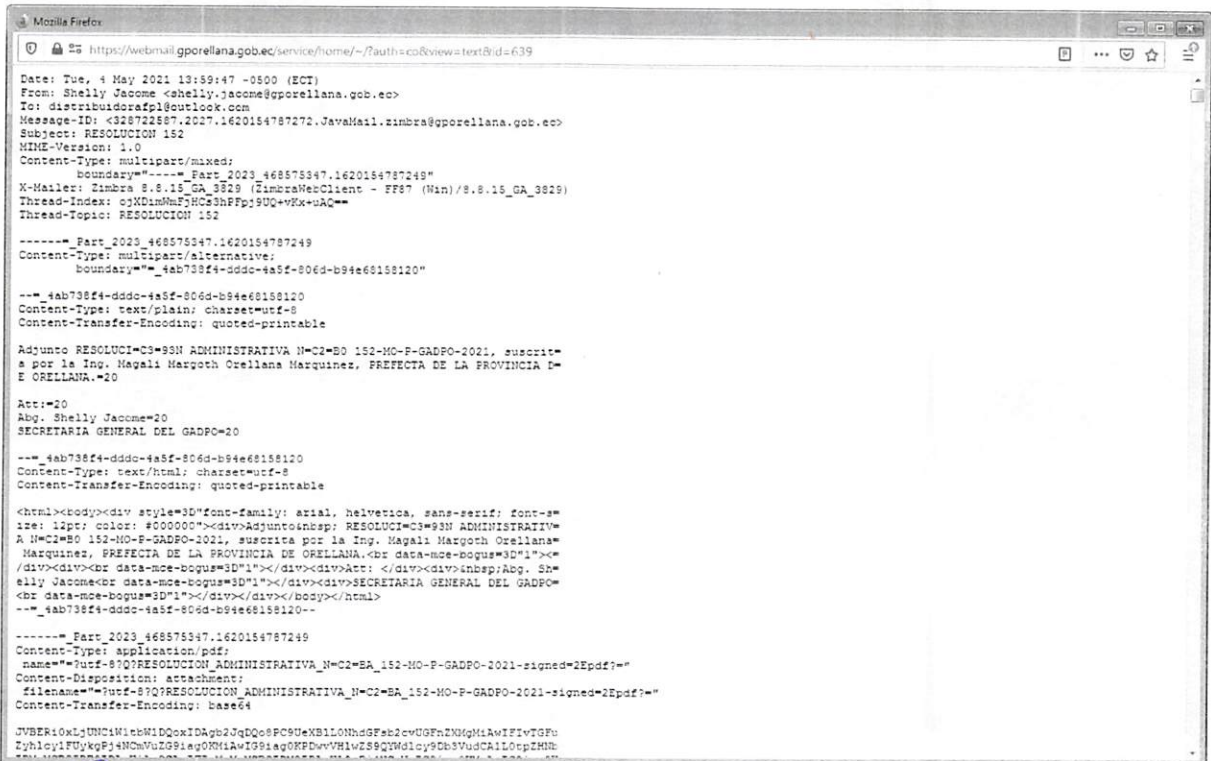 Mozilla Firefox
https://webmail.gporellana.gob.ec/service/home/~/?auth=co&view=text&id=639
Date: Tue, 4 May 2021 13:59:47 -0500 (ECT)
From: Shelly Jacome <shelly.jacome@gporellana.gob.ec>
To: distribuidorafpl@outlook.com
Message-ID: <328722587.2027.1620154787272.JavaMail.zimbra@gporellana.gob.ec>
Subject: RESOLUCION 152
MIME-Version: 1.0
Content-Type: multipart/mixed;
boundary="----=_Part_2023_468575347.1620154787249"
X-Mailer: Zimbra 8.8.15_GA_3829 (ZimbraWebClient - FF87 (Win)/8.8.15_GA_3829)
Thread-Index: cjXDimWmFjHCs3hPFpj9UQ+vKx+uAQ==
Thread-Topic: RESOLUCION 152
------=_Part_2023_468575347.1620154787249
Content-Type: multipart/alternative;
boundary="=_4ab738f4-dddc-4a5f-806d-b94e68158120"
--=_4ab738f4-dddc-4a5f-806d-b94e68158120
Content-Type: text/plain; charset=utf-8
Content-Transfer-Encoding: quoted-printable
Adjunto RESOLUCI=C3=93N ADMINISTRATIVA N=C2=B0 152-MO-P-GADPO-2021, suscrit=
a por la Ing. Magali Margoth Orellana Marquinez, PREFECTA DE LA PROVINCIA D=
E ORELLANA.=20
Att:=20
Abg. Shelly Jacome=20
SECRETARIA GENERAL DEL GADPO=20
--=_4ab738f4-dddc-4a5f-806d-b94e68158120
Content-Type: text/html; charset=utf-8
Content-Transfer-Encoding: quoted-printable
<html><body><div style=3D"font-family: arial, helvetica, sans-serif; font-s=
ize: 12pt; color: #000000"><div>Adjunto&nbsp; RESOLUCI=C3=93N ADMINISTRATIV=
A N=C2=B0 152-MO-P-GADPO-2021, suscrita por la Ing. Magali Margoth Orellana=
Marquinez, PREFECTA DE LA PROVINCIA DE ORELLANA.<br data-mce-bogus=3D"1"><=
/div><div><br data-mce-bogus=3D"1"></div><div>Att: </div><div>&nbsp;Abg. Sh=
elly Jacome<br data-mce-bogus=3D"1"></div><div>SECRETARIA GENERAL DEL GADPO=
<br data-mce-bogus=3D"1"></div></div></body></html>
--=_4ab738f4-dddc-4a5f-806d-b94e68158120--
------=_Part_2023_468575347.1620154787249
Content-Type: application/pdf;
name="=?utf-8?Q?RESOLUCION_ADMINISTRATIVA_N=C2=BA_152-MO-P-GADPO-2021-signed=2Epdf?="
Content-Disposition: attachment;
filename="=?utf-8?Q?RESOLUCION_ADMINISTRATIVA_N=C2=BA_152-MO-P-GADPO-2021-signed=2Epdf?="
Content-Transfer-Encoding: base64